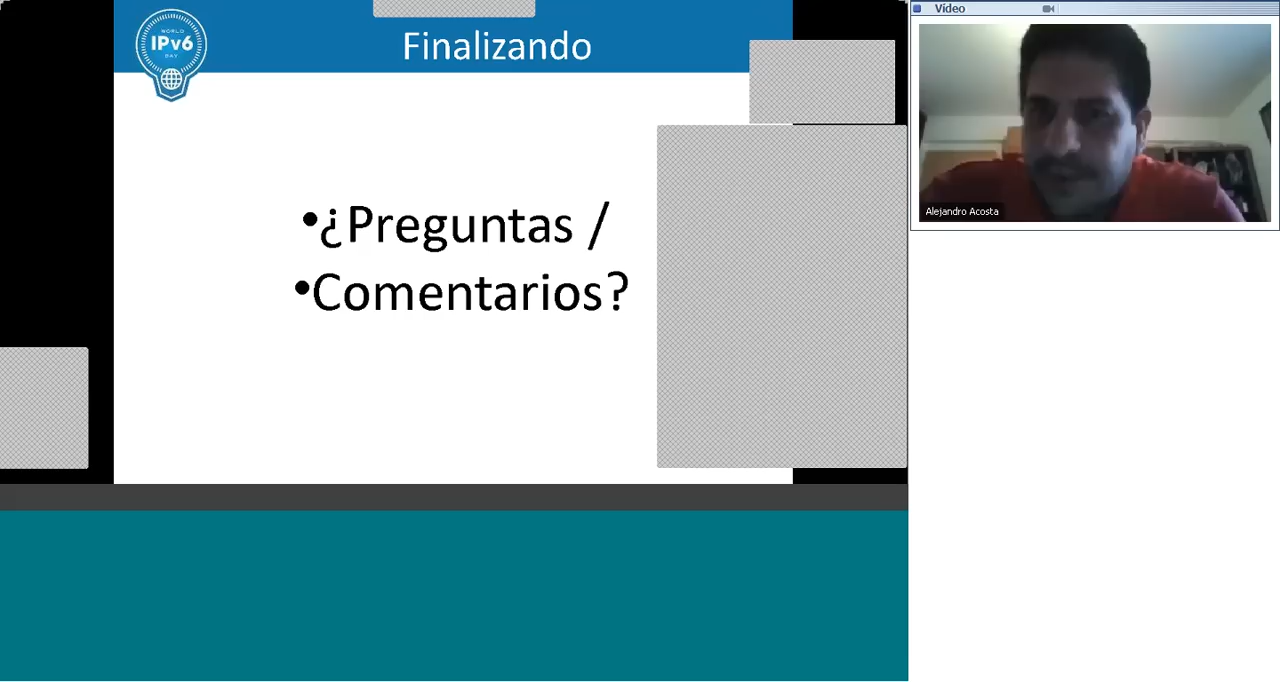 WORLD
IPv6
DAY
Finalizando
•¿Preguntas /
•Comentarios?
Video
Alejandro Acosta